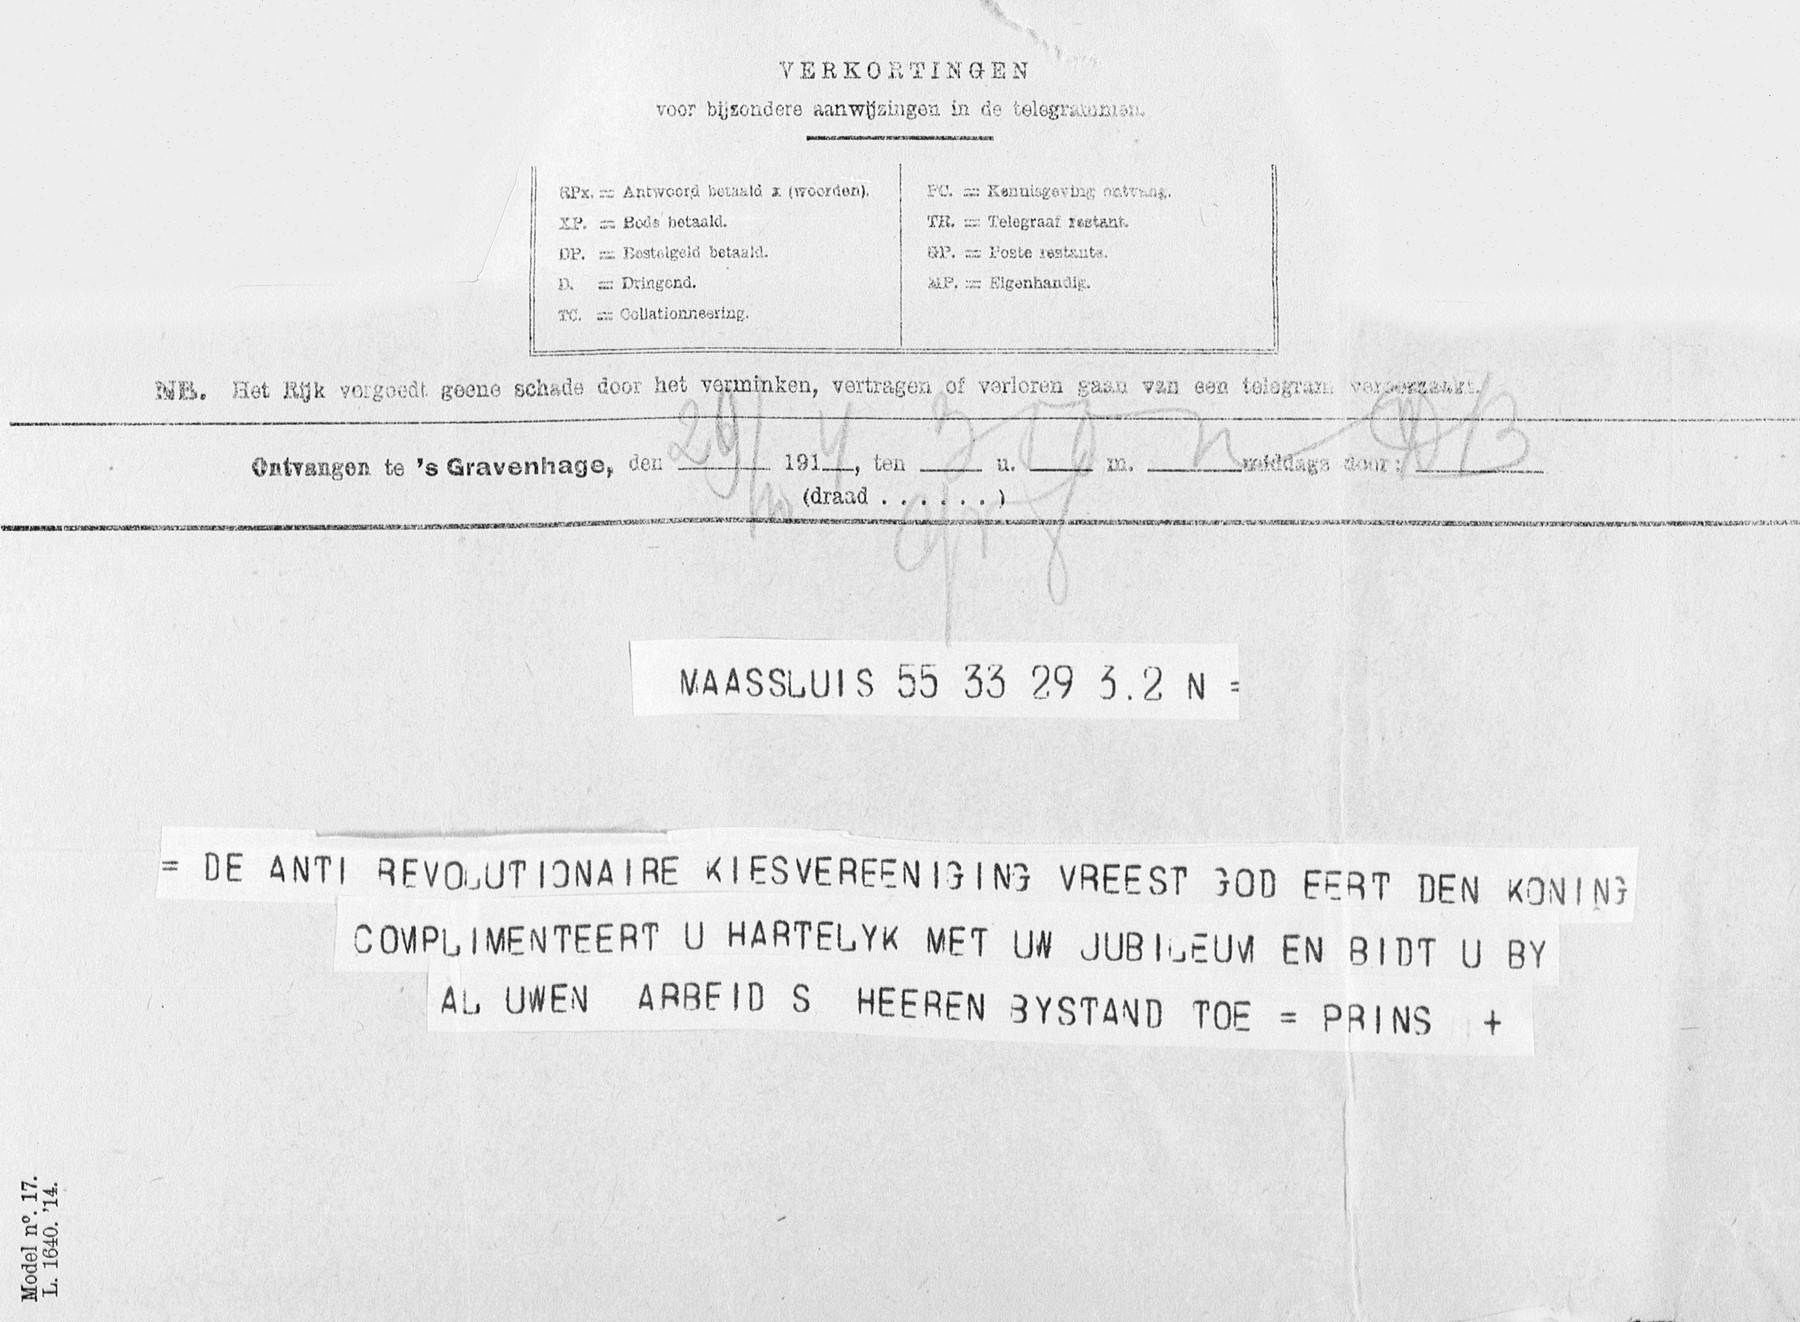 VERKORTINGEN
voor bijzondere aanwijzingen in de telegrammen.
RPx. = Antwoord betaald x (woorden).
XP. = Bode betaald.
DP. = Bestelgeld betaald.
D. = Dringend.
TC. = Collationneering.
PC. = Kennisgeving ontvang.
TR. = Telegraaf restant.
GP. = Poste restante.
MP. = Eigenhandig.
NB. Het Rijk vergoedt geene schade door het verminken, vertragen of verloren gaan van een telegram veroorzaakt.
Ontvangen te 's Gravenhage, den 29/ 191 4, ten 3 u. m. n middags door:
(draad . . . . . . )
MAASSLUIS 55 33 29 3.2 N =
= DE ANTI REVOLUTIONAIRE KIESVEREENIGING VREEST GOD EERT DEN KONING
COMPLIMENTEERT U HARTELYK MET UW JUBILEUM EN BIDT U BY
AL UWEN ARBEID S HEEREN BYSTAND TOE = PRINS +
Model nº. 17.
L. 1640. '14.